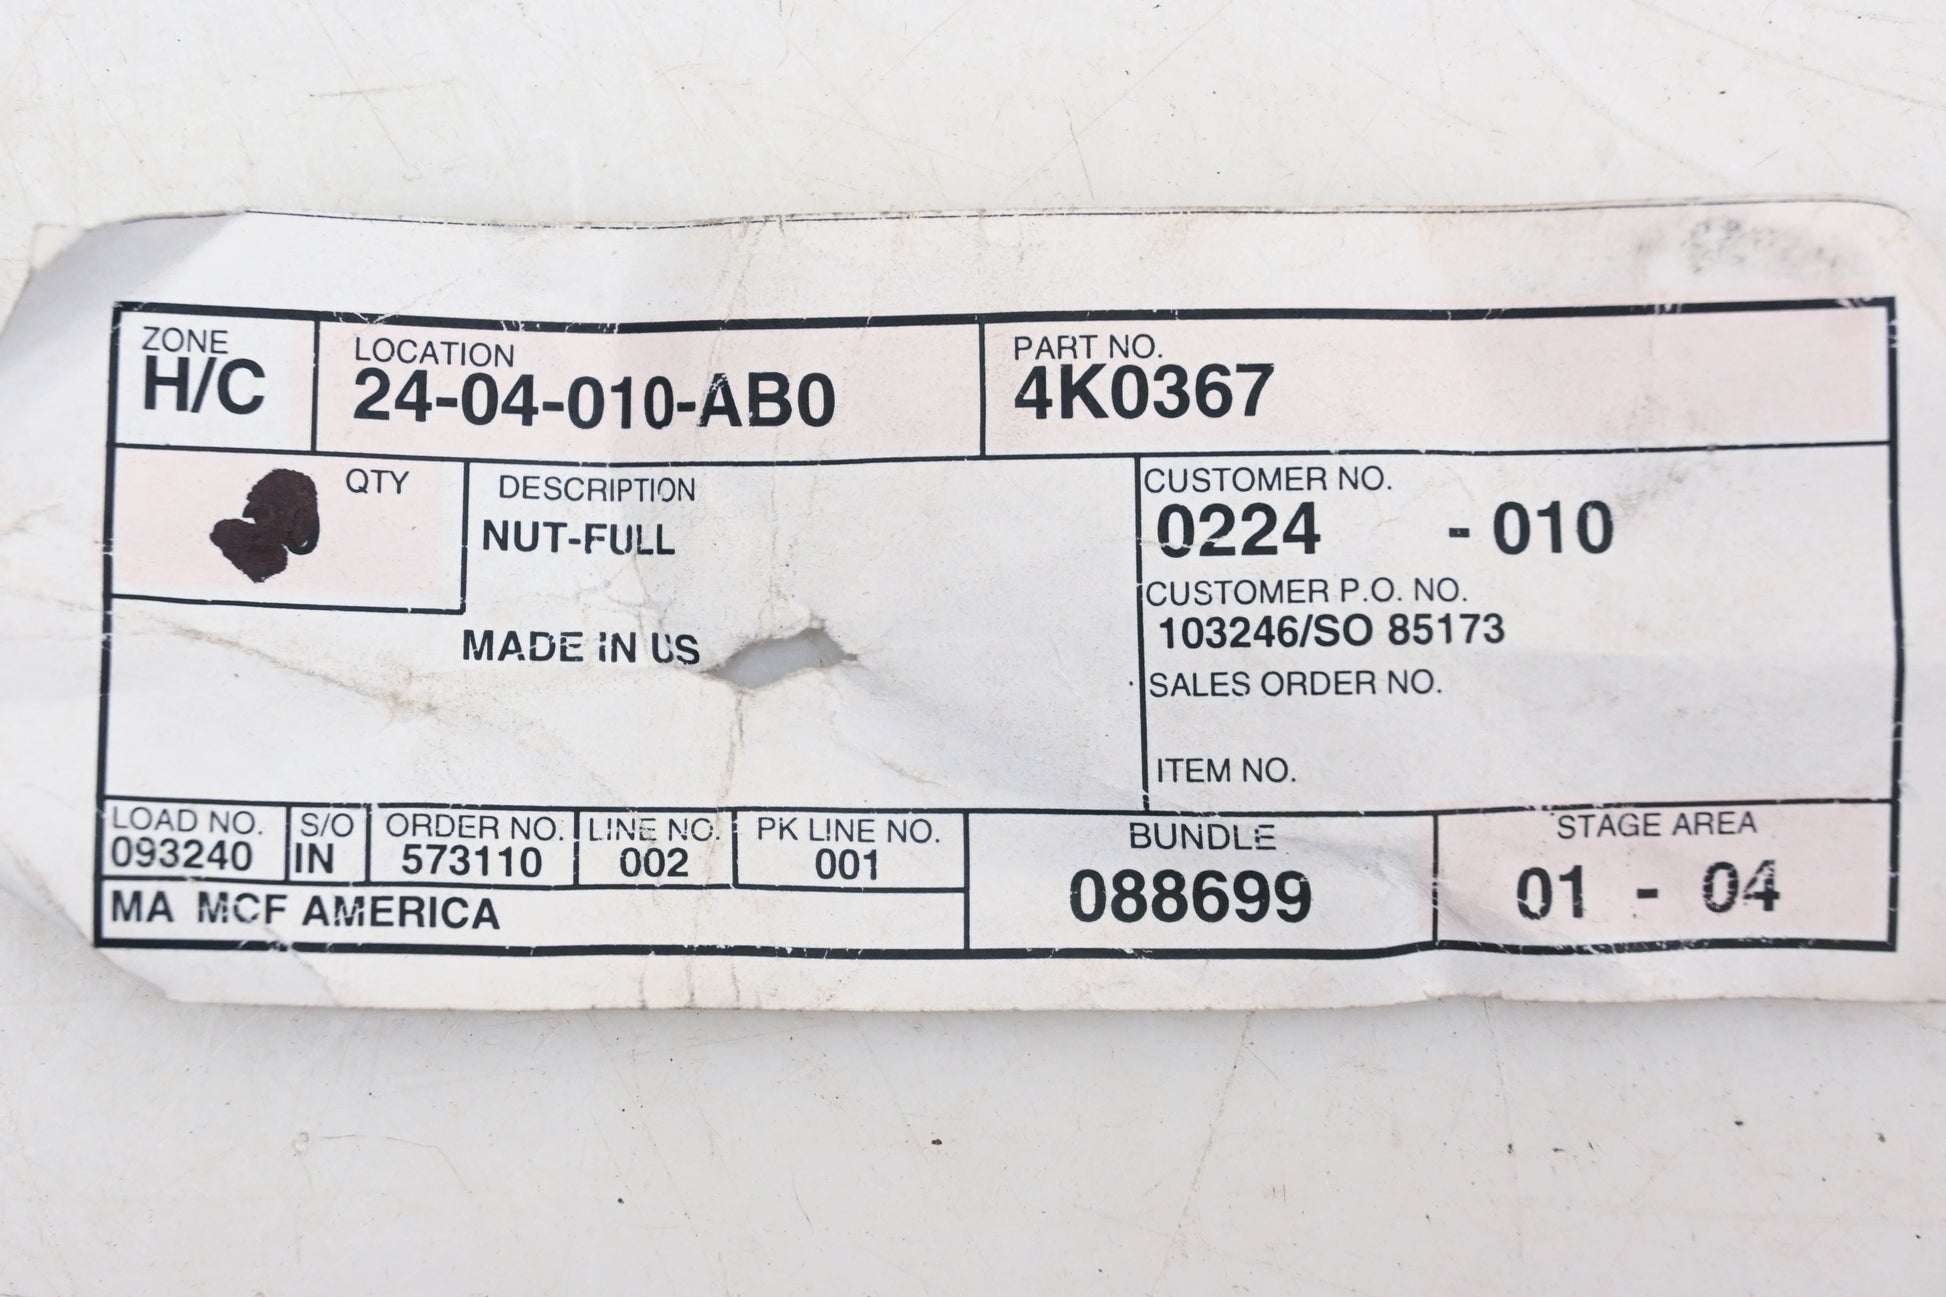 ZONE
H/C
LOCATION
24-04-010-AB0
PART NO.
4K0367
QTY
DESCRIPTION
NUT-FULL
MADE IN US
CUSTOMER NO.
0224 - 010
CUSTOMER P.O. NO.
103246/SO 85173
SALES ORDER NO.
ITEM NO.
LOAD NO.
093240
S/O
IN
ORDER NO.
573110
LINE NO.
002
PK LINE NO.
001
MA MCF AMERICA
BUNDLE
088699
STAGE AREA
01 - 04